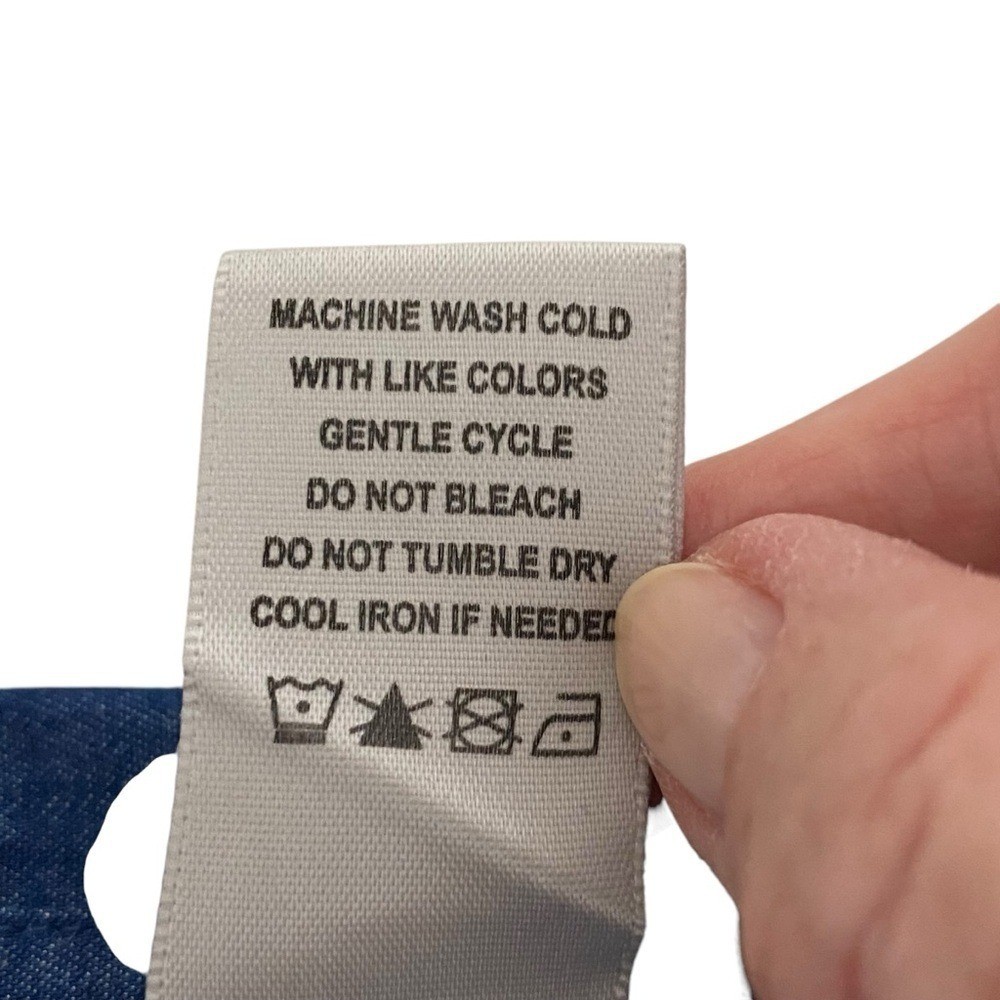 MACHINE WASH COLD
WITH LIKE COLORS
GENTLE CYCLE
DO NOT BLEACH
DO NOT TUMBLE DRY
COOL IRON IF NEEDED